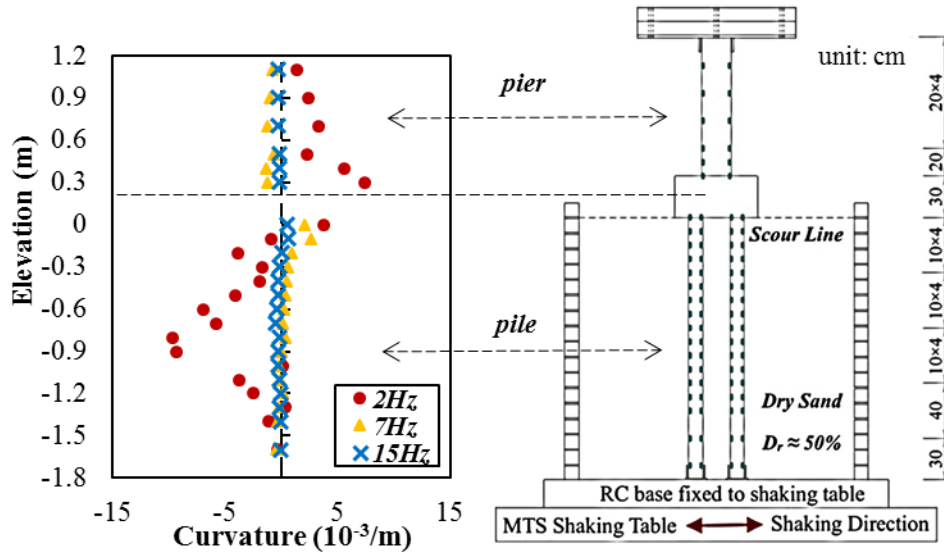 1.2
0.9
0.6
0.3
0
-0.3
-0.6
-0.9
-1.2
-1.5
-1.8
Elevation (m)
-15
-5
5
15
Curvature (10⁻³/m)
2Hz
7Hz
15Hz
pier
pile
unit: cm
20×4
20
30
10×4
10×4
10×4
40
30
Scour Line
Dry Sand
Dᵣ ≈ 50%
RC base fixed to shaking table
MTS Shaking Table
Shaking Direction